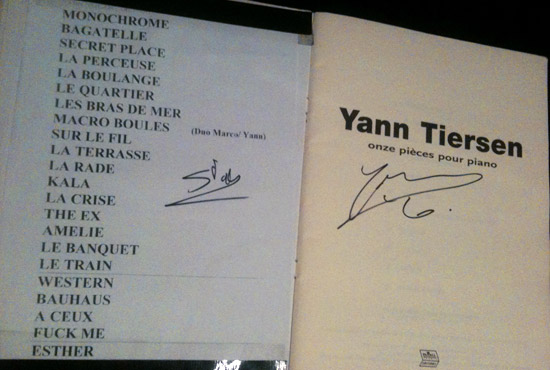 MONOCHROME
BAGATELLE
SECRET PLACE
LA PERCEUSE
LA BOULANGE
LE QUARTIER
LES BRAS DE MER
MACRO BOULES
(Duo Marco/ Yann)
SUR LE FIL
LA TERRASSE
LA RADE
KALA
LA CRISE
THE EX
AMELIE
LE BANQUET
LE TRAIN
WESTERN
BAUHAUS
A CEUX
FUCK ME
ESTHER
Yann Tiersen
onze pièces pour piano